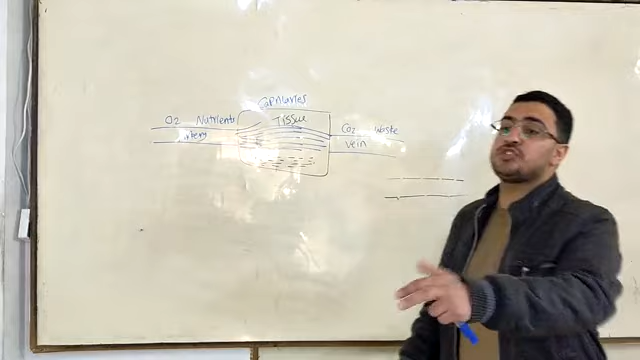 Capillaries
O2 Nutrients
Tissue
Artery
Co2 waste
vein